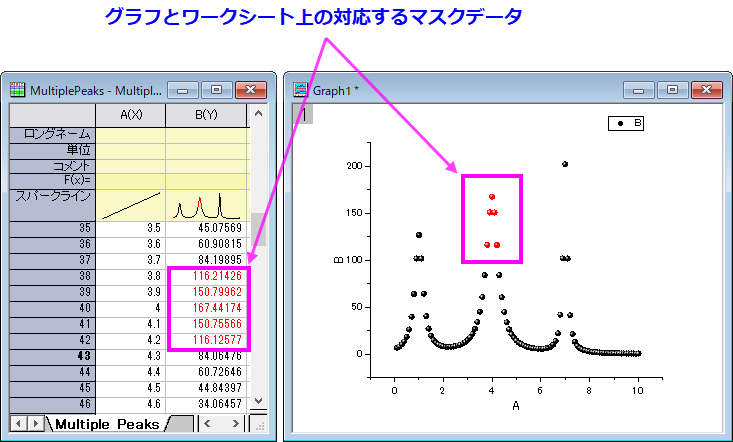 グラフとワークシート上の対応するマスクデータ
MultiplePeaks - Multipl...
A(X) B(Y)
ロングネーム
単位
コメント
F(x)=
スパークライン
35 3.5 45.07569
36 3.6 60.90815
37 3.7 84.19895
38 3.8 116.21426
39 3.9 150.79962
40 4 167.44174
41 4.1 150.75566
42 4.2 116.12577
43 4.3 84.06476
44 4.4 60.72646
45 4.5 44.84397
46 4.6 34.06457
Multiple Peaks
Graph1 *
1
B
200
150
100
50
0
B
0 2 4 6 8 10
A